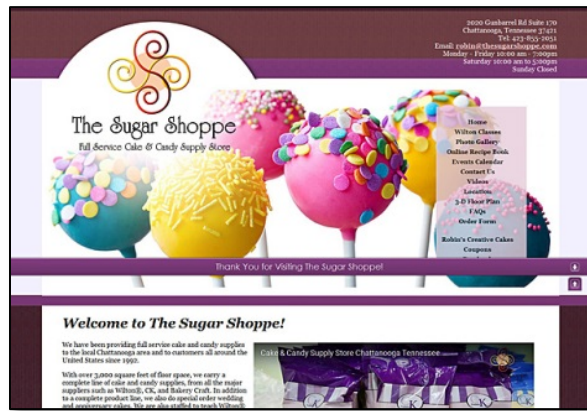 2020 Gunbarrel Rd Suite 170
Chattanooga, Tennessee 37421
Tel: 423-855-2051
Email: robin@thesugarshoppe.com
Monday - Friday 10:00 am - 7:00pm
Saturday 10:00 am to 5:00pm
Sunday Closed
The Sugar Shoppe
Full Service Cake & Candy Supply Store
Home
Wilton Classes
Photo Gallery
Online Recipe Book
Events Calendar
Contact Us
Videos
Location
3-D Floor Plan
FAQs
Order Form
Robin's Creative Cakes
Coupons
Thank You for Visiting The Sugar Shoppe!
Welcome to The Sugar Shoppe!
We have been providing full service cake and candy supplies
to the local Chattanooga area and to customers all around the
United States since 1992.
With over 3,000 square feet of floor space, we carry a
complete line of cake and candy supplies, from all the major
suppliers such as Wilton®, CK, and Bakery Craft. In addition
to a complete product line, we also do special order wedding
and anniversary cakes. We are also staffed to teach Wilton®
Cake & Candy Supply Store Chattanooga Tennessee ...
CK